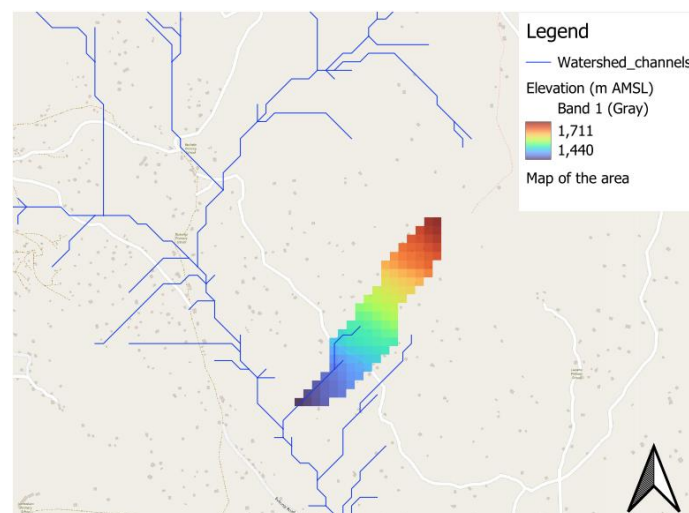 Legend
Watershed_channels
Elevation (m AMSL)
Band 1 (Gray)
1,711
1,440
Map of the area